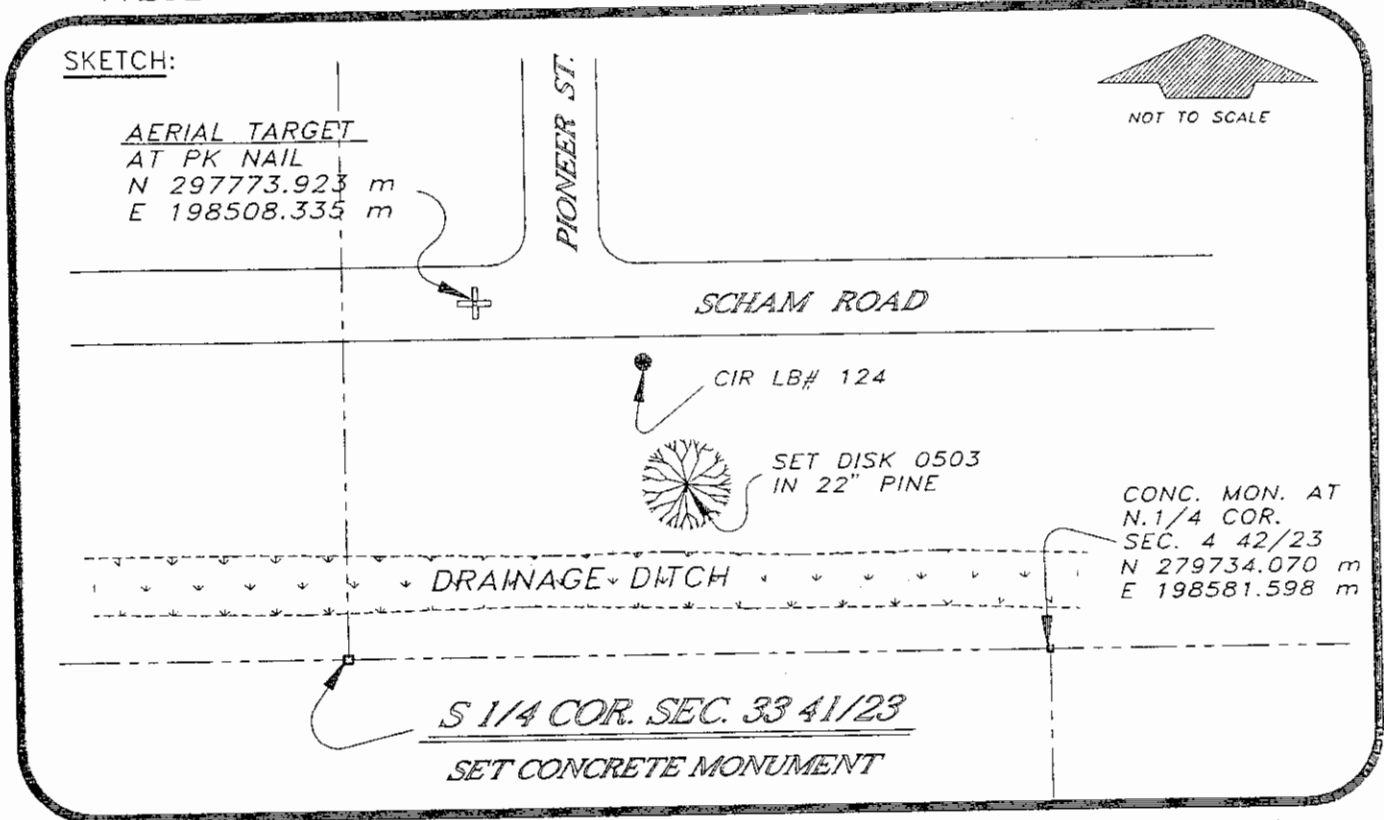 SKETCH:
NOT TO SCALE
AERIAL TARGET
AT PK NAIL
N 297773.923 m
E 198508.335 m
PIONEER ST.
SCHAM ROAD
CIR LB# 124
SET DISK 0503
IN 22" PINE
CONC. MON. AT
N.1/4 COR.
SEC. 4 42/23
N 279734.070 m
E 198581.598 m
DRAINAGE DITCH
S 1/4 COR. SEC. 33 41/23
SET CONCRETE MONUMENT